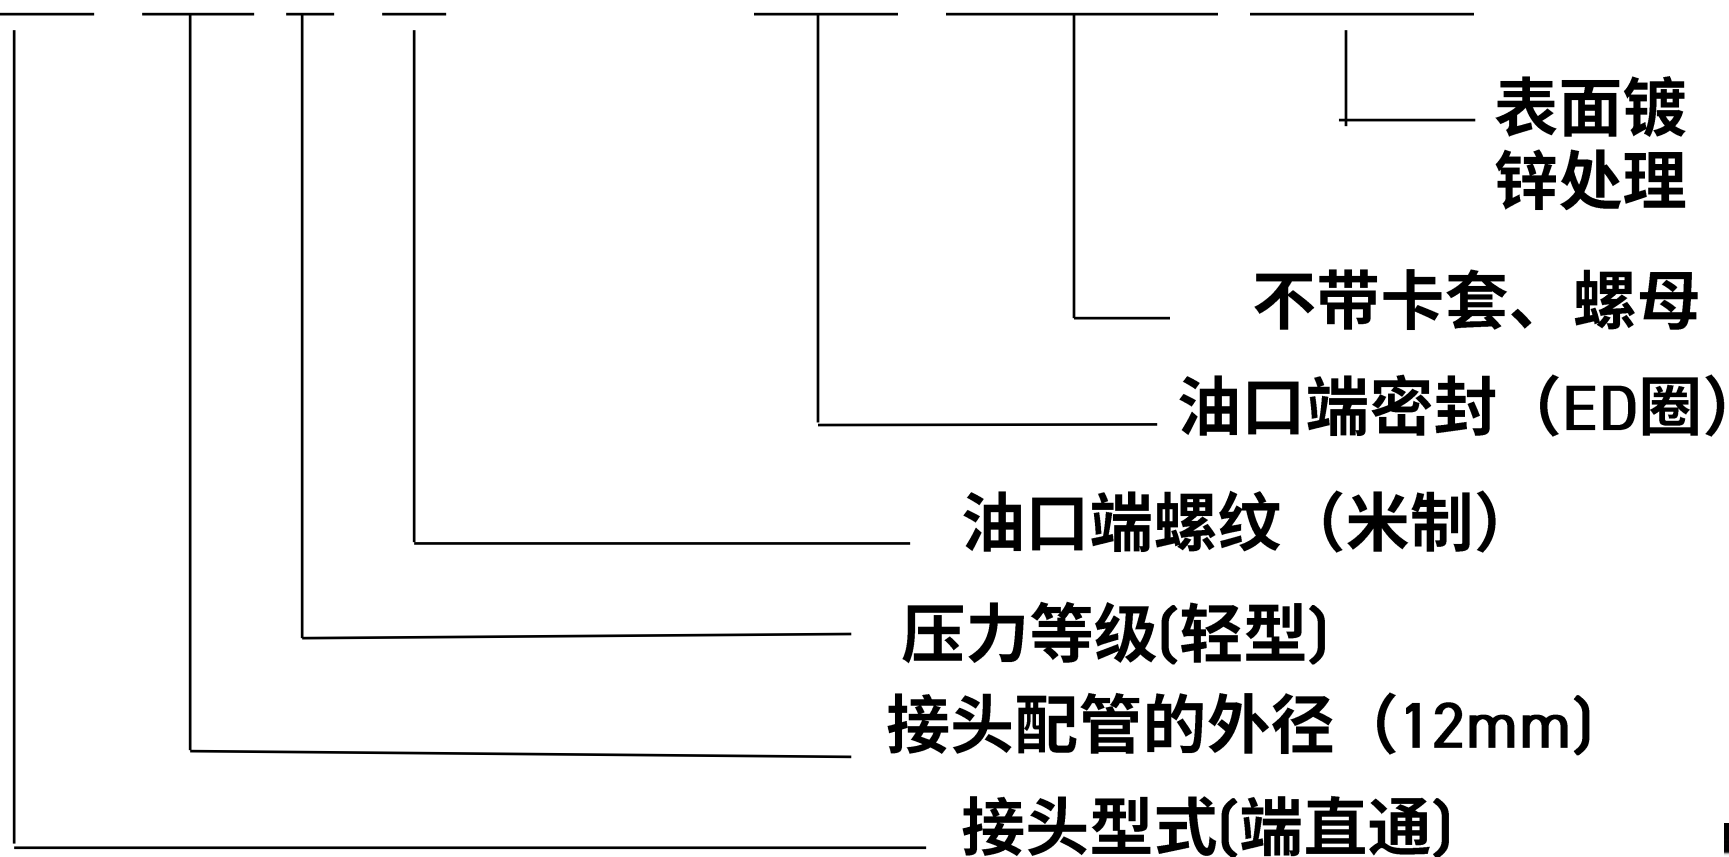 表面镀
锌处理
不带卡套、螺母
油口端密封（ED圈）
油口端螺纹（米制）
压力等级(轻型)
接头配管的外径（12mm)
接头型式(端直通)